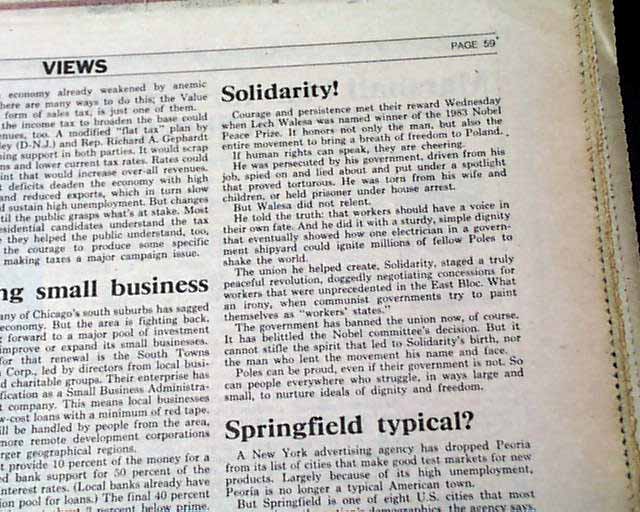 PAGE 59
VIEWS
economy already weakened by anemic
here are many ways to do this; the Value
form of sales tax, is just one of them.
the income tax to broaden the base could
enues, too. A modified "flat tax" plan by
ley (D-N.J.) and Rep. Richard A. Gephardt
ning support in both parties. It would scrap
ns and lower current tax rates. Rates could
int that would increase over-all revenues.
t deficits deaden the economy with high
and reduced exports, which in turn slow
d sustain high unemployment. But changes
til the public grasps what's at stake. Most
esidential candidates understand the tax
they helped the public understand, too,
the courage to produce some specific
making taxes a major campaign issue.
ng small business
any of Chicago's south suburbs has sagged
economy. But the area is fighting back,
g forward to a major pool of investment
improve or expand its small businesses.
for that renewal is the South Towns
Corp., led by directors from local busi-
d charitable groups. Their enterprise has
fication as a Small Business Administra-
t company. This means local businesses
w-cost loans with a minimum of red tape.
ill be handled by people from the area,
more remote development corporations
rger geographical regions.
t provide 10 percent of the money for a
ed bank support for 50 percent of the
nterest rates. (Local banks already have
ion pool for loans.) The final 40 percent
percent below prime.
Solidarity!
Courage and persistence met their reward Wednesday
when Lech Walesa was named winner of the 1983 Nobel
Peace Prize. It honors not only the man, but also the
entire movement to bring a breath of freedom to Poland.
If human rights can speak, they are cheering.
He was persecuted by his government, driven from his
job, spied on and lied about and put under a spotlight
that proved torturous. He was torn from his wife and
children, or held prisoner under house arrest.
But Walesa did not relent.
He told the truth: that workers should have a voice in
their own fate. And he did it with a sturdy, simple dignity
that eventually showed how one electrician in a govern-
ment shipyard could ignite millions of fellow Poles to
shake the world.
The union he helped create, Solidarity, staged a truly
peaceful revolution, doggedly negotiating concessions for
workers that were unprecedented in the East Bloc. What
an irony, when communist governments try to paint
themselves as "workers' states."
The government has banned the union now, of course.
It has belittled the Nobel committee's decision. But it
cannot stifle the spirit that led to Solidarity's birth, nor
the man who lent the movement his name and face.
Poles can be proud, even if their government is not. So
can people everywhere who struggle, in ways large and
small, to nurture ideals of dignity and freedom.
Springfield typical?
A New York advertising agency has dropped Peoria
from its list of cities that make good test markets for new
products. Largely because of its high unemployment,
Peoria is no longer a typical American town.
But Springfield is one of eight U.S. cities that most
demographics, the agency says.